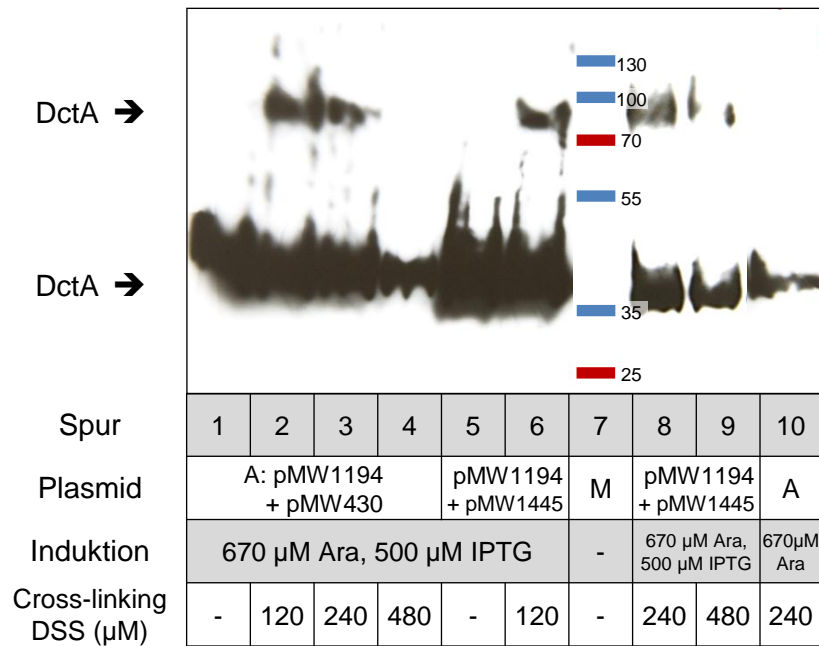 130
DctA ➔
100
70
55
DctA ➔
35
25
Spur 1 2 3 4 5 6 7 8 9 10
Plasmid
A: pMW1194
+ pMW430
pMW1194
+ pMW1445
M
pMW1194
+ pMW1445
A
Induktion
670 µM Ara, 500 µM IPTG
-
670 µM Ara,
500 µM IPTG
670µM
Ara
Cross-linking
DSS (µM)
- 120 240 480 - 120 - 240 480 240